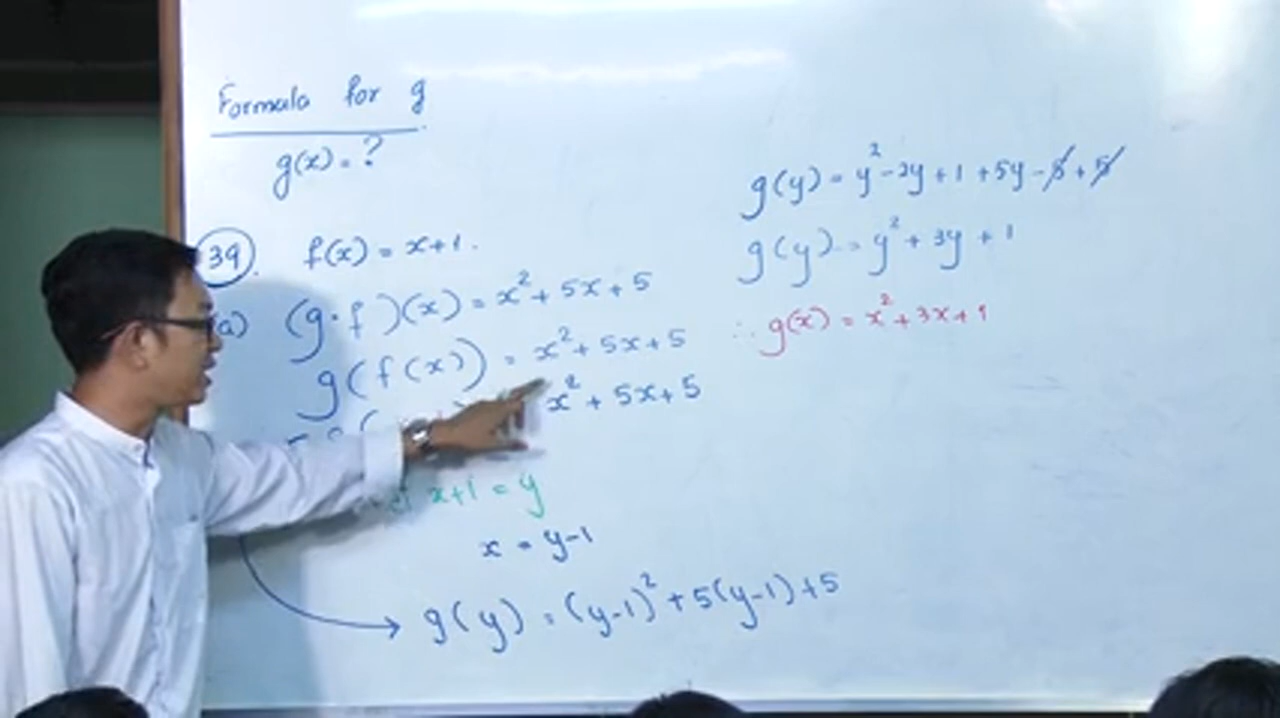 Formala for g
g(x) = ?
39. f(x) = x+1.
a) (g∘f)(x) = x² + 5x + 5
g(f(x)) = x² + 5x + 5
x² + 5x + 5
x+1 = y
x = y-1
g(y) = (y-1)² + 5(y-1) + 5
g(y) = y² - 2y + 1 + 5y - 5 + 5
g(y) = y² + 3y + 1
∴ g(x) = x² + 3x + 1